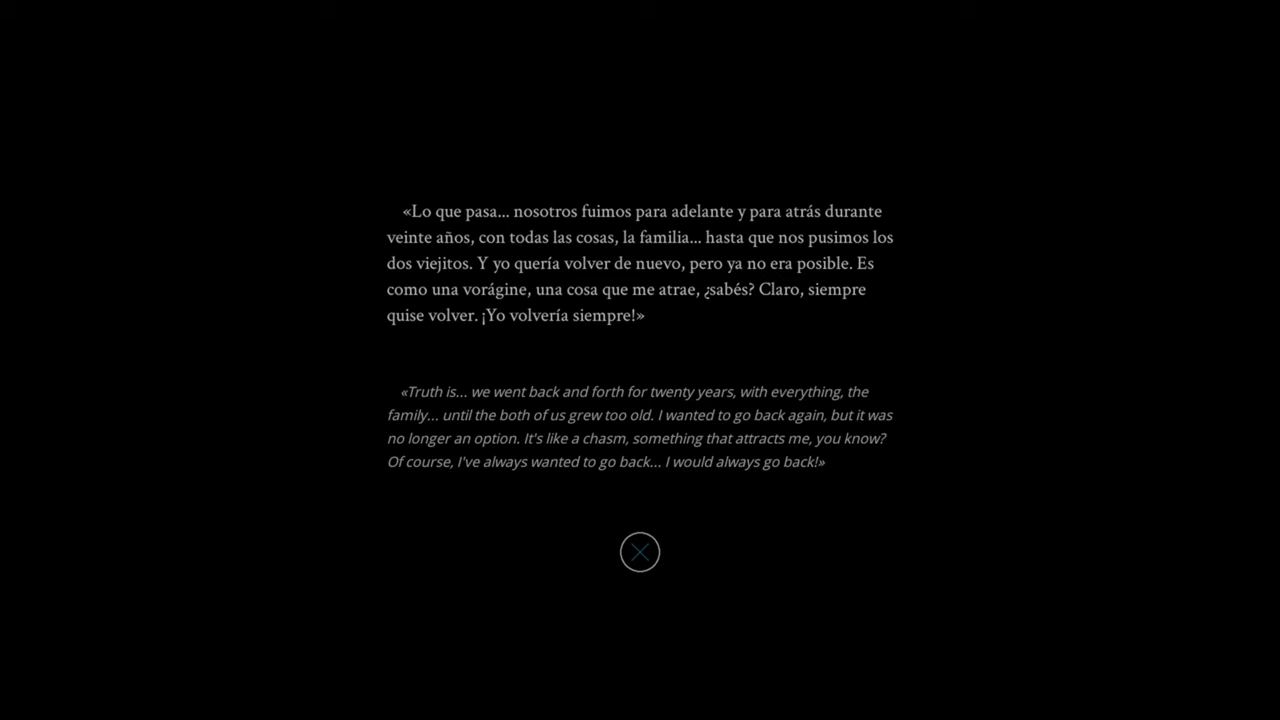 «Lo que pasa... nosotros fuimos para adelante y para atrás durante
veinte años, con todas las cosas, la familia... hasta que nos pusimos los
dos viejitos. Y yo quería volver de nuevo, pero ya no era posible. Es
como una vorágine, una cosa que me atrae, ¿sabés? Claro, siempre
quise volver. ¡Yo volvería siempre!»
«Truth is... we went back and forth for twenty years, with everything, the
family... until the both of us grew too old. I wanted to go back again, but it was
no longer an option. It's like a chasm, something that attracts me, you know?
Of course, I've always wanted to go back... I would always go back!»